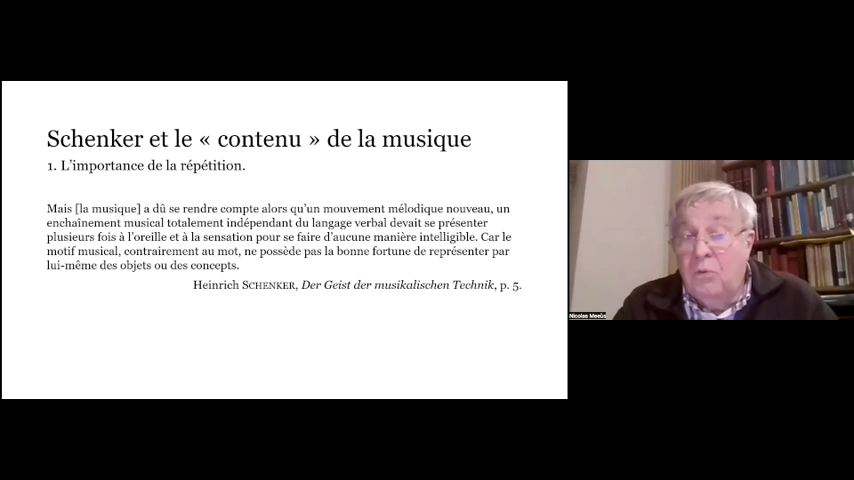 Schenker et le « contenu » de la musique
1. L’importance de la répétition.
Mais [la musique] a dû se rendre compte alors qu’un mouvement mélodique nouveau, un
enchaînement musical totalement indépendant du langage verbal devait se présenter
plusieurs fois à l’oreille et à la sensation pour se faire d’aucune manière intelligible. Car le
motif musical, contrairement au mot, ne possède pas la bonne fortune de représenter par
lui-même des objets ou des concepts.
Heinrich SCHENKER, Der Geist der musikalischen Technik, p. 5.
Nicolas Meeùs